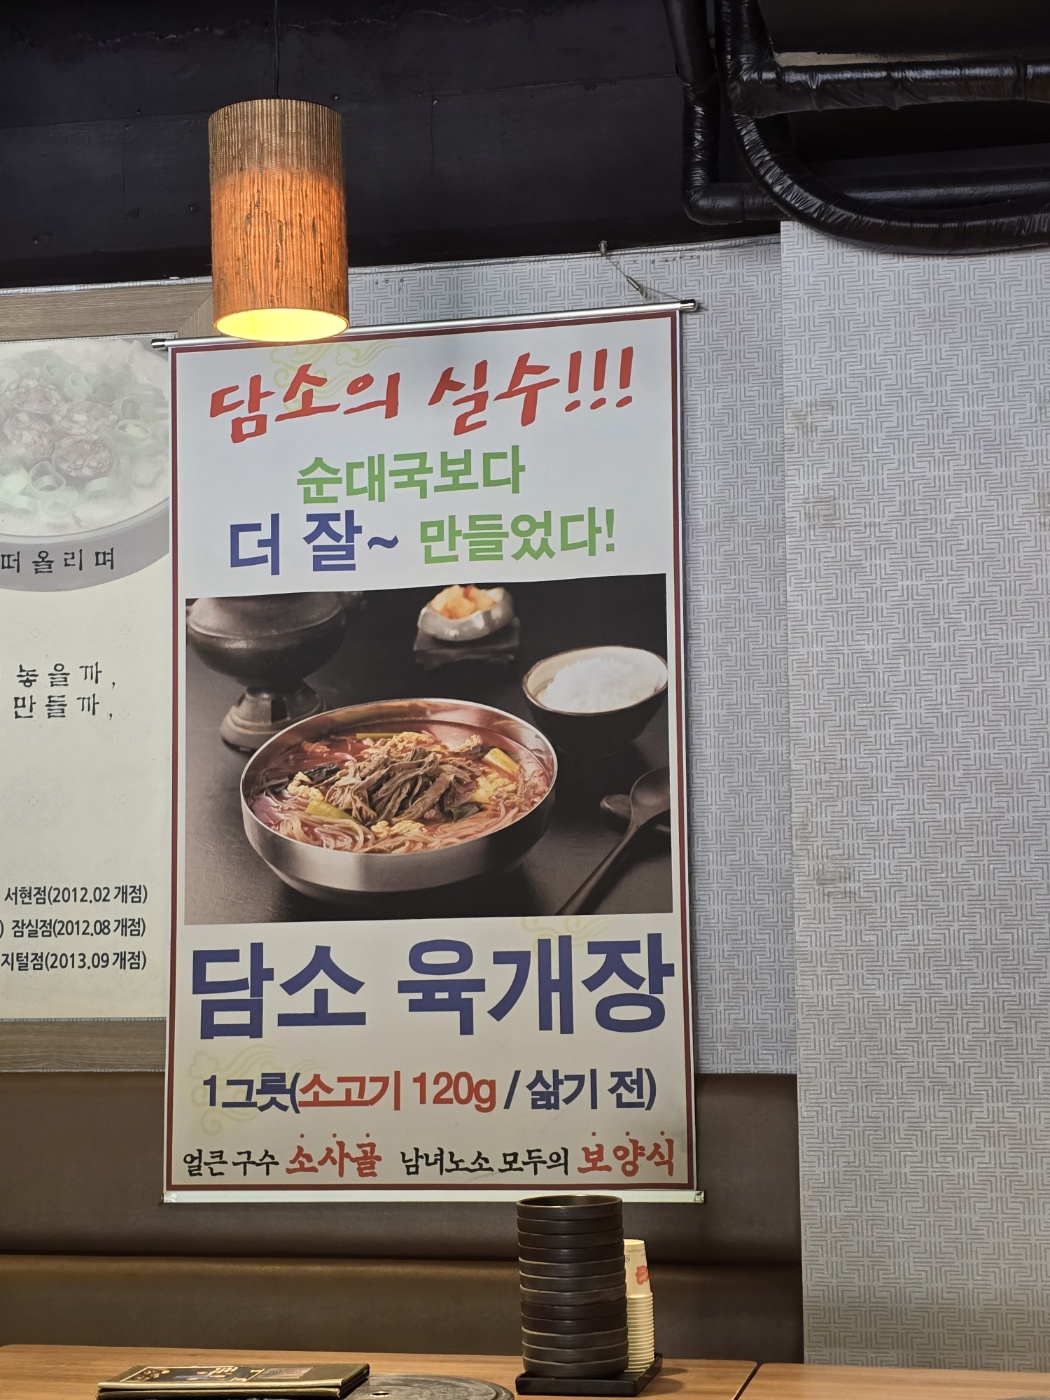 담소의 실수!!!
순대국보다
더 잘~ 만들었다!
담소 육개장
1그릇(소고기 120g / 삶기 전)
얼큰 구수 소사골 남녀노소 모두의 보양식
떠올리며
놓을까,
만들까,
서현점(2012.02 개점)
) 잠실점(2012.08 개점)
지털점(2013.09 개점)